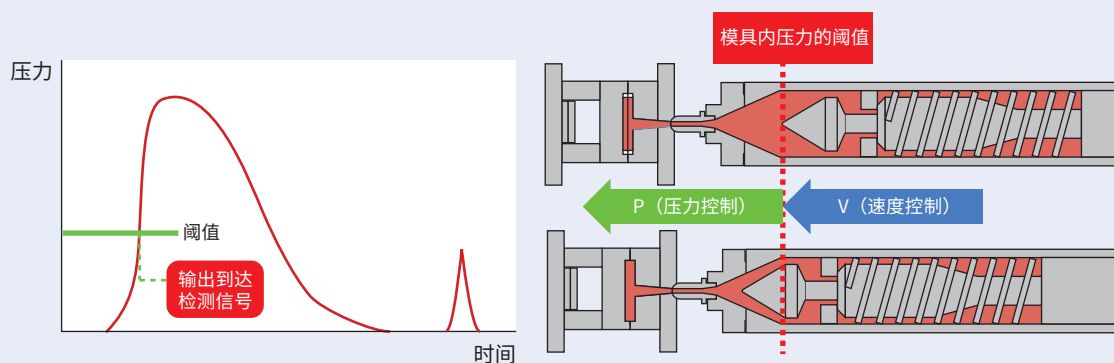 压力
阈值
输出到达
检测信号
时间
模具内压力的阈值
P（压力控制）
V（速度控制）